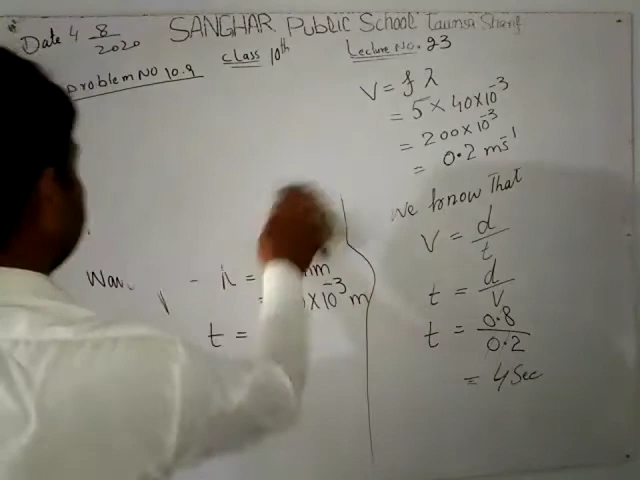 Date 4 8/2020 SANGHAR Public School Taunsa Sharif
Class 10th Lecture No. 23
Problem No 10.9
λ =
× 10⁻³ m
t =
V = f λ
= 5 × 40 × 10⁻³
= 200 × 10⁻³
= 0.2 ms⁻¹
We know That
V = d/t
t = d/V
t = 0.8/0.2
= 4 Sec